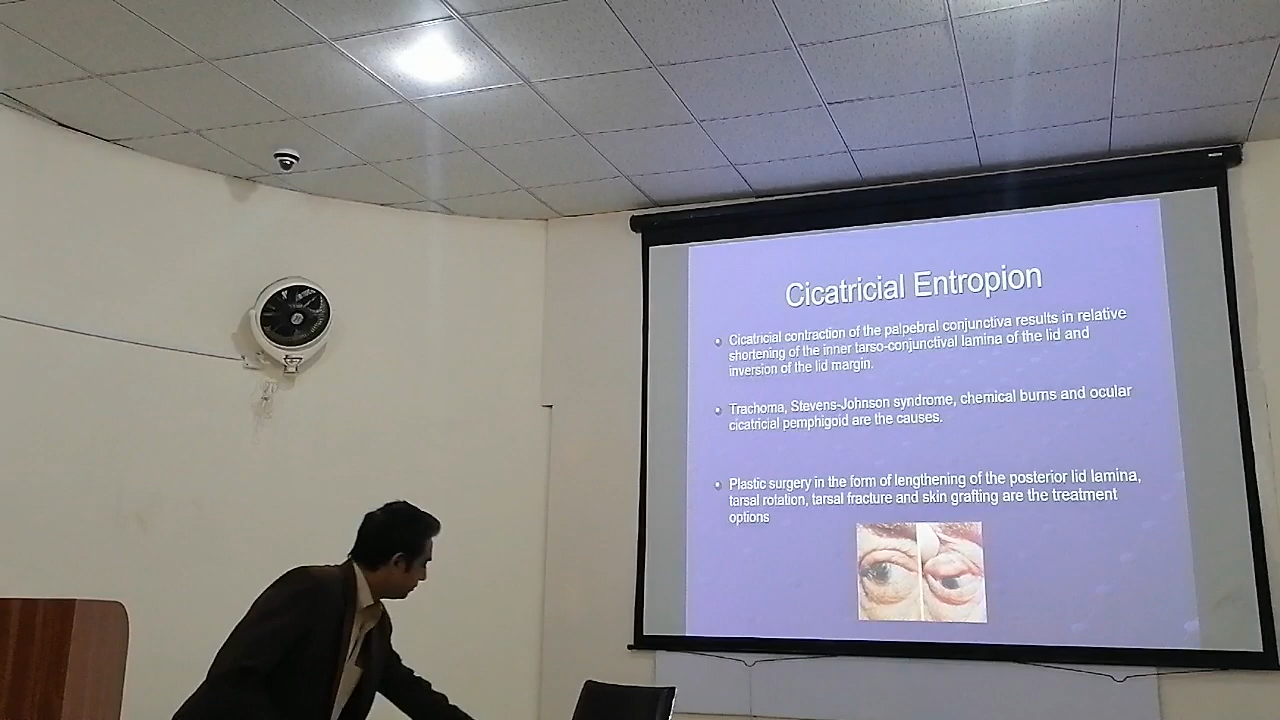 Cicatricial Entropion
Cicatricial contraction of the palpebral conjunctiva results in relative
shortening of the inner tarso-conjunctival lamina of the lid and
inversion of the lid margin.
Trachoma, Stevens-Johnson syndrome, chemical burns and ocular
cicatricial pemphigoid are the causes.
Plastic surgery in the form of lengthening of the posterior lid lamina,
tarsal rotation, tarsal fracture and skin grafting are the treatment
options